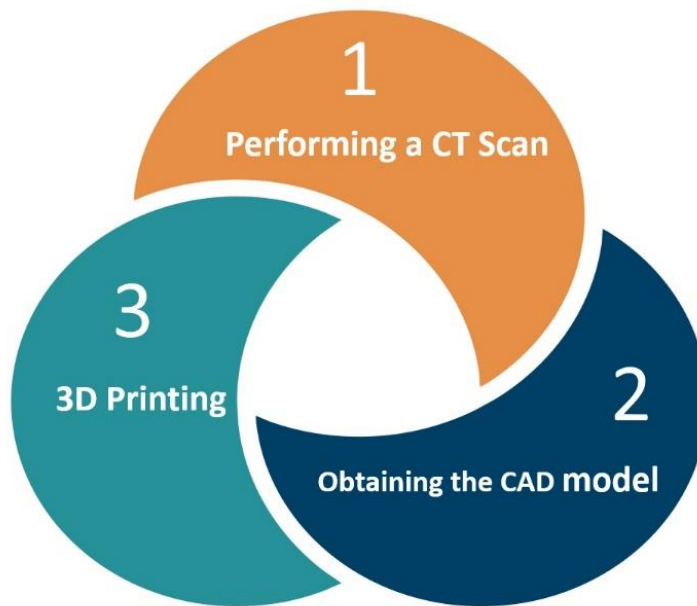 1
Performing a CT Scan
2
Obtaining the CAD model
3
3D Printing